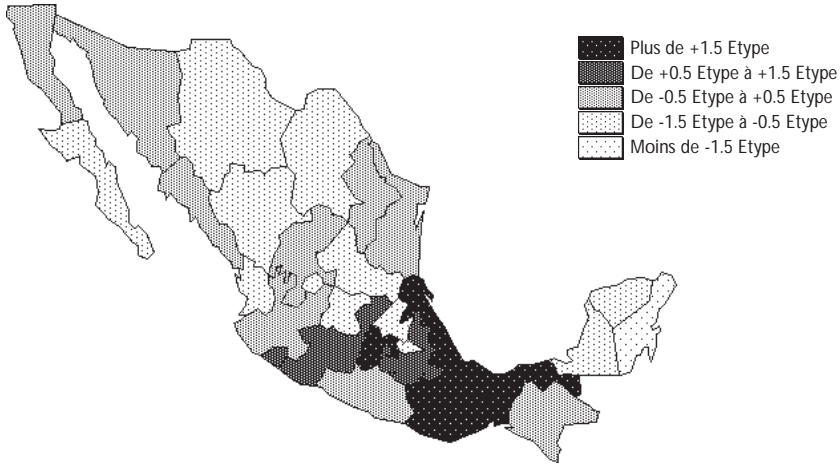 Plus de +1.5 Etype
De +0.5 Etype à +1.5 Etype
De -0.5 Etype à +0.5 Etype
De -1.5 Etype à -0.5 Etype
Moins de -1.5 Etype